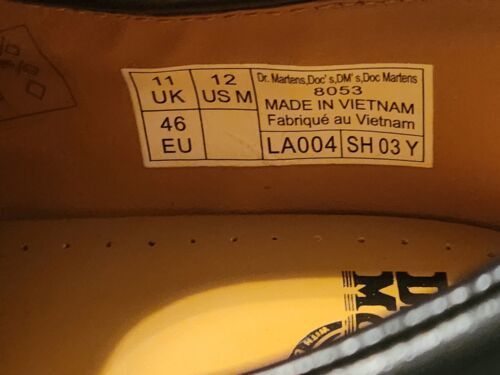 11 UK
12 US M
46 EU
Dr. Martens,Doc's,DM's,Doc Martens
8053
MADE IN VIETNAM
Fabriqué au Vietnam
LA004
SH 03 Y
WITH